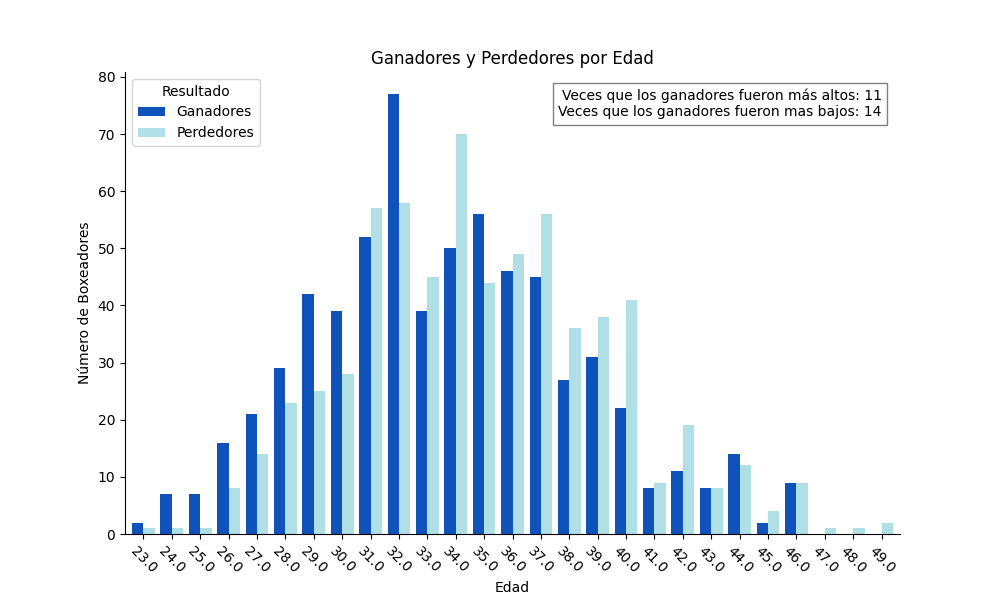 Ganadores y Perdedores por Edad
Resultado
Ganadores
Perdedores
Veces que los ganadores fueron más altos: 11
Veces que los ganadores fueron mas bajos: 14
Número de Boxeadores
80
70
60
50
40
30
20
10
0
23.0 24.0 25.0 26.0 27.0 28.0 29.0 30.0 31.0 32.0 33.0 34.0 35.0 36.0 37.0 38.0 39.0 40.0 41.0 42.0 43.0 44.0 45.0 46.0 47.0 48.0 49.0
Edad